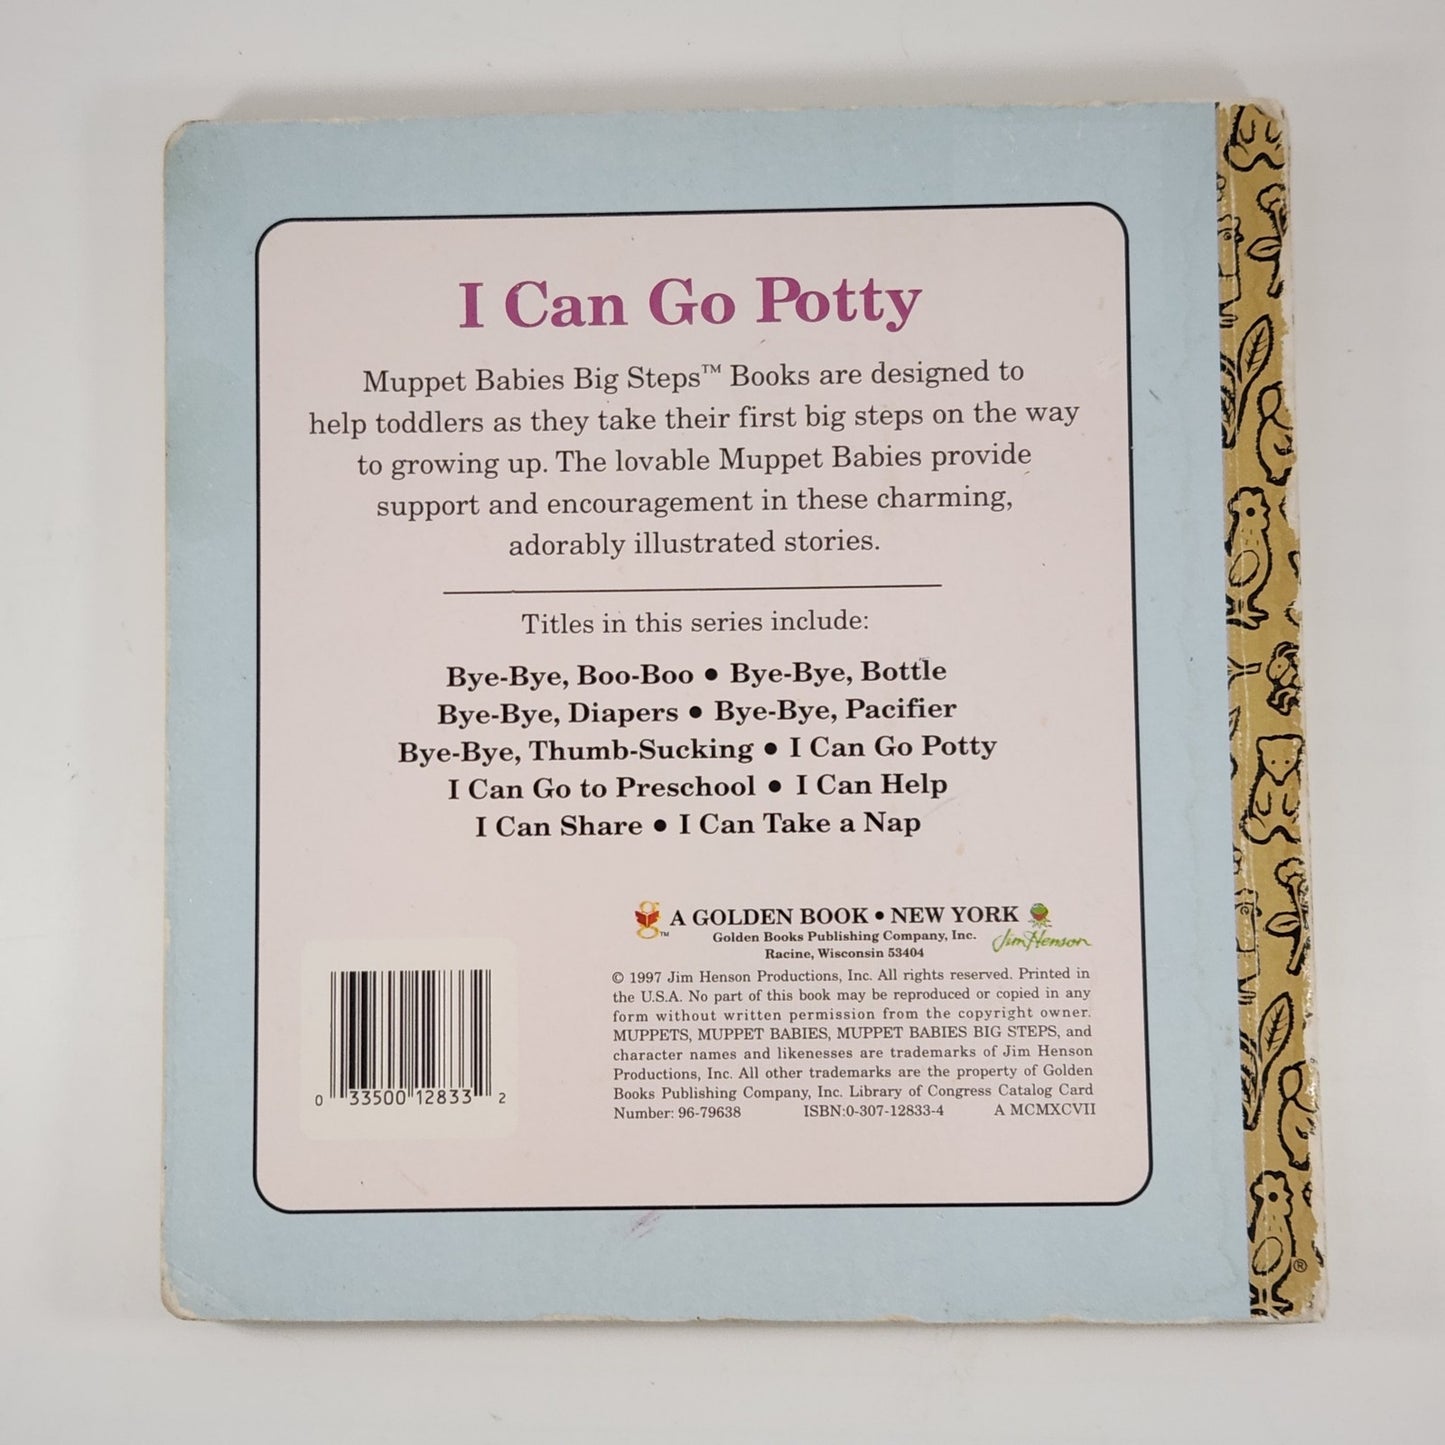 I Can Go Potty
Muppet Babies Big Steps™ Books are designed to
help toddlers as they take their first big steps on the way
to growing up. The lovable Muppet Babies provide
support and encouragement in these charming,
adorably illustrated stories.
Titles in this series include:
Bye-Bye, Boo-Boo • Bye-Bye, Bottle
Bye-Bye, Diapers • Bye-Bye, Pacifier
Bye-Bye, Thumb-Sucking • I Can Go Potty
I Can Go to Preschool • I Can Help
I Can Share • I Can Take a Nap
g™ A GOLDEN BOOK • NEW YORK
Golden Books Publishing Company, Inc.
Jim Henson
Racine, Wisconsin 53404
© 1997 Jim Henson Productions, Inc. All rights reserved. Printed in
the U.S.A. No part of this book may be reproduced or copied in any
form without written permission from the copyright owner.
MUPPETS, MUPPET BABIES, MUPPET BABIES BIG STEPS, and
character names and likenesses are trademarks of Jim Henson
Productions, Inc. All other trademarks are the property of Golden
Books Publishing Company, Inc. Library of Congress Catalog Card
Number: 96-79638 ISBN:0-307-12833-4 A MCMXCVII
0 33500 12833 2
®